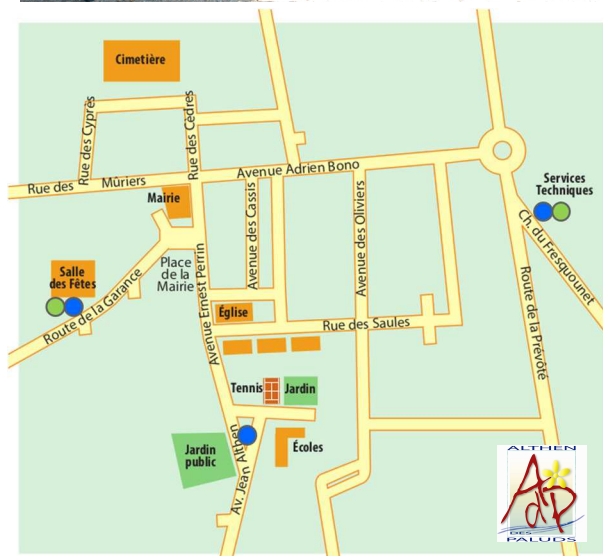 Cimetière
Rue des Cyprès
Rue des Cèdres
Avenue Adrien Bono
Rue des Mûriers
Mairie
Services
Techniques
Avenue des Cassis
Avenue des Oliviers
Ch. du Fresquounet
Place
de la
Mairie
Salle
des Fêtes
Route de la Garance
Avenue Ernest Perrin
Église
Rue des Saules
Route de la Prévôté
Tennis
Jardin
Jardin
public
Av. Jean Althen
Écoles
ALTHEN
AdP
DES
PALUDS